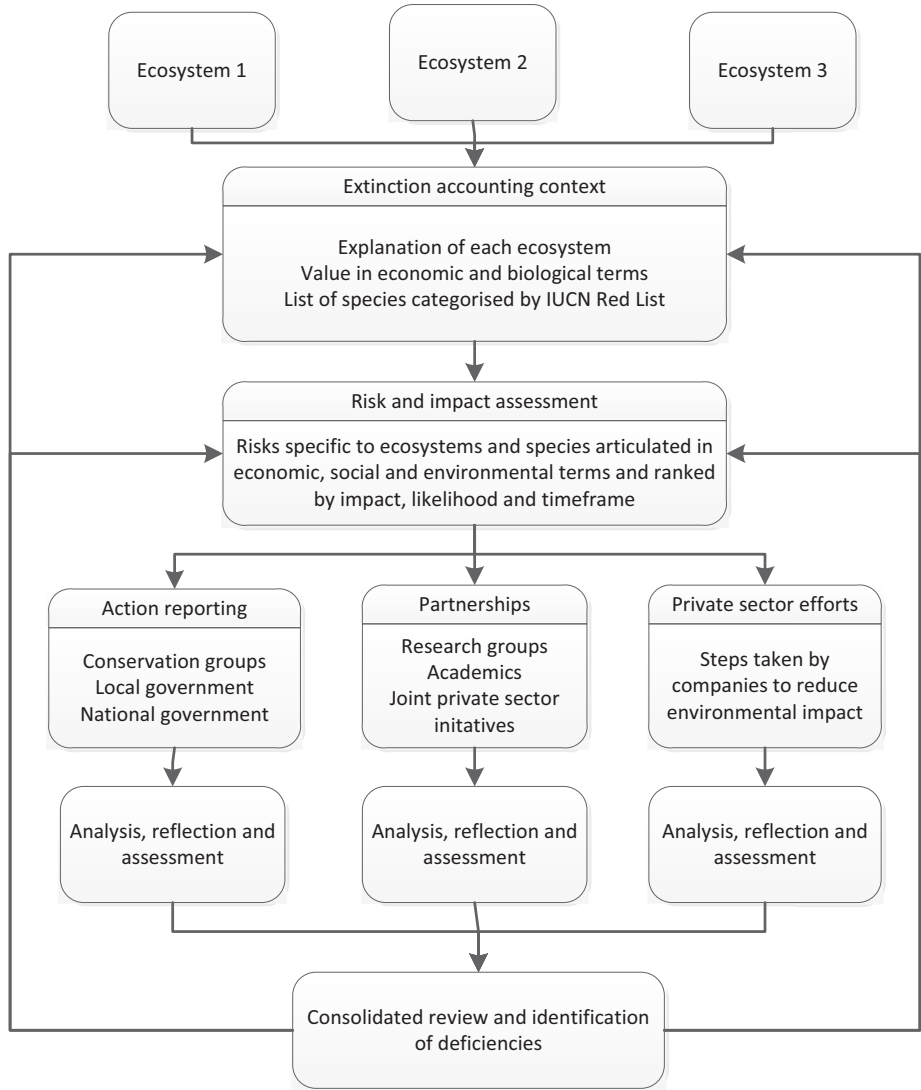 Ecosystem 1
Ecosystem 2
Ecosystem 3
Extinction accounting context
Explanation of each ecosystem
Value in economic and biological terms
List of species categorised by IUCN Red List
Risk and impact assessment
Risks specific to ecosystems and species articulated in
economic, social and environmental terms and ranked
by impact, likelihood and timeframe
Action reporting
Conservation groups
Local government
National government
Partnerships
Research groups
Academics
Joint private sector
initatives
Private sector efforts
Steps taken by
companies to reduce
environmental impact
Analysis, reflection and
assessment
Analysis, reflection and
assessment
Analysis, reflection and
assessment
Consolidated review and identification
of deficiencies